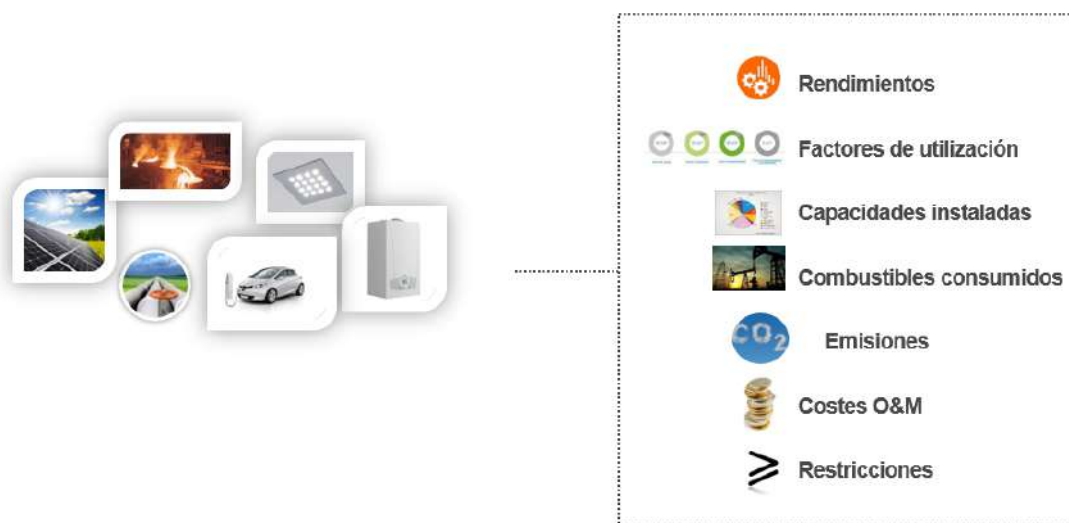 Rendimientos
Factores de utilización
Capacidades instaladas
Combustibles consumidos
CO2
Emisiones
Costes O&M
Restricciones